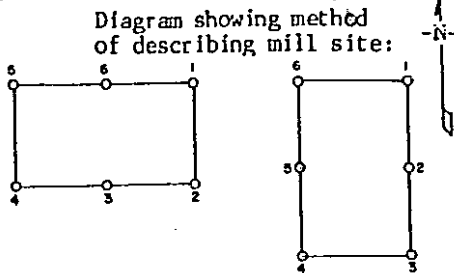 Diagram showing method
of describing mill site:
-N-
5 6 1
4 3 2
6 1
5 2
4 3